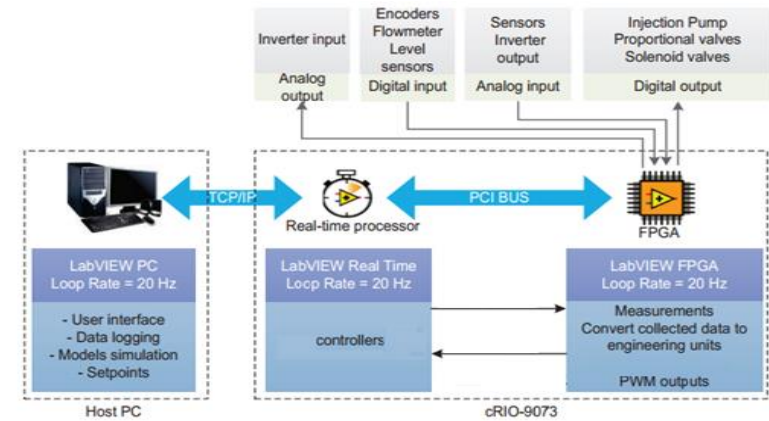 Inverter input
Analog
output
Encoders
Flowmeter
Level
sensors
Digital input
Sensors
Inverter
output
Analog input
Injection Pump
Proportional valves
Solenoid valves
Digital output
TCP/IP
Real-time processor
PCI BUS
FPGA
LabVIEW PC
Loop Rate = 20 Hz
- User interface
- Data logging
- Models simulation
- Setpoints
LabVIEW Real Time
Loop Rate = 20 Hz
controllers
LabVIEW FPGA
Loop Rate = 20 Hz
Measurements
Convert collected data to
engineering units
PWM outputs
Host PC
cRIO-9073